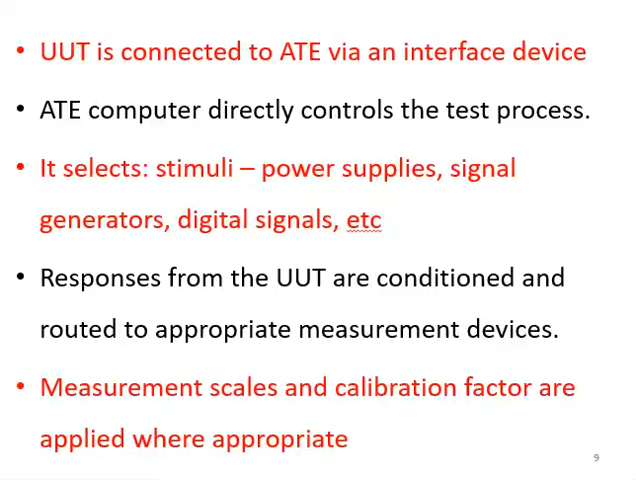 • UUT is connected to ATE via an interface device
• ATE computer directly controls the test process.
• It selects: stimuli – power supplies, signal
generators, digital signals, etc
• Responses from the UUT are conditioned and
routed to appropriate measurement devices.
• Measurement scales and calibration factor are
applied where appropriate
9